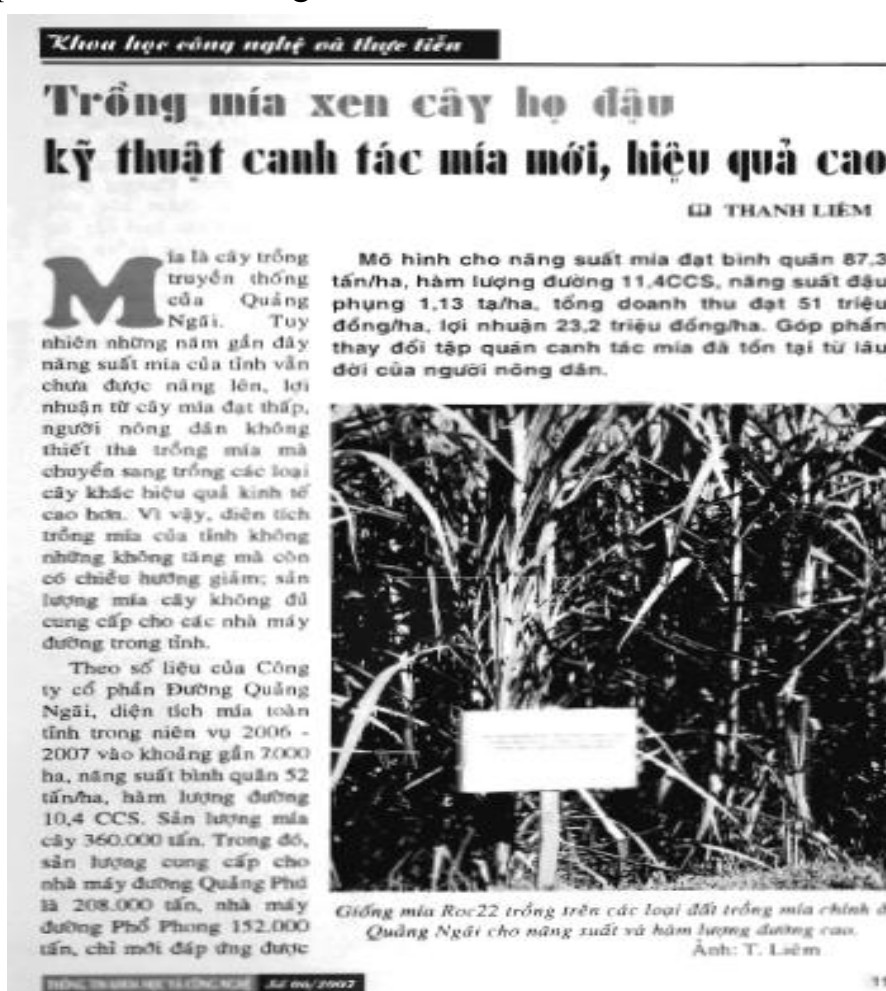 Khoa học công nghệ và thực tiễn
Trồng mía xen cây họ đậu
kỹ thuật canh tác mía mới, hiệu quả cao
THANH LIÊM
Mía là cây trồng
truyền thống
của Quảng
Ngãi. Tuy
nhiên những năm gần đây
năng suất mía của tỉnh vẫn
chưa được nâng lên, lợi
nhuận từ cây mía đạt thấp,
người nông dân không
thiết tha trồng mía mà
chuyển sang trồng các loại
cây khác hiệu quả kinh tế
cao hơn. Vì vậy, diện tích
trồng mía của tỉnh không
những không tăng mà còn
có chiều hướng giảm; sản
lượng mía cây không đủ
cung cấp cho các nhà máy
đường trong tỉnh.
Theo số liệu của Công
ty cổ phần Đường Quảng
Ngãi, diện tích mía toàn
tỉnh trong niên vụ 2006 -
2007 vào khoảng gần 7.000
ha, năng suất bình quân 52
tấn/ha, hàm lượng đường
10,4 CCS. Sản lượng mía
cây 360.000 tấn. Trong đó,
sản lượng cung cấp cho
nhà máy đường Quảng Phú
là 208.000 tấn, nhà máy
đường Phổ Phong 152.000
tấn, chỉ mới đáp ứng được
Mô hình cho năng suất mía đạt bình quân 87,3
tấn/ha, hàm lượng đường 11,4CCS, năng suất đậu
phụng 1,13 tạ/ha, tổng doanh thu đạt 51 triệu
đồng/ha, lợi nhuận 23,2 triệu đồng/ha. Góp phần
thay đổi tập quán canh tác mía đã tồn tại từ lâu
đời của người nông dân.
Giống mía Roc22 trồng trên các loại đất trồng mía chính ở
Quảng Ngãi cho năng suất và hàm lượng đường cao.
Ảnh: T. Liêm
THÔNG TIN KHOA HỌC VÀ CÔNG NGHỆ Số 06/2007
11